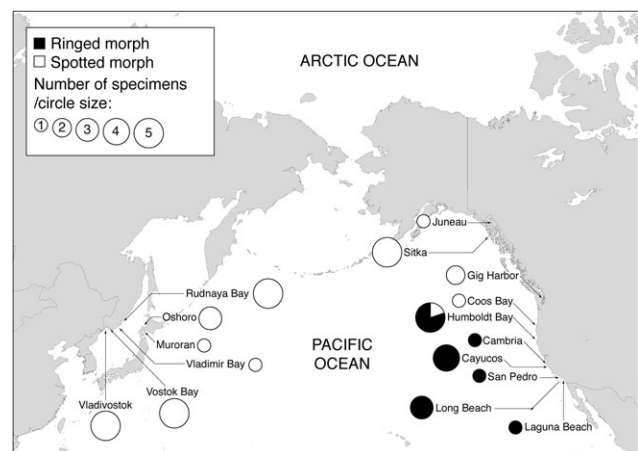 Ringed morph
Spotted morph
Number of specimens
/circle size:
1 2 3 4 5
ARCTIC OCEAN
Juneau
Sitka
Gig Harbor
Rudnaya Bay
Coos Bay
Oshoro
Humboldt Bay
Muroran
PACIFIC
OCEAN
Cambria
Vladimir Bay
Cayucos
San Pedro
Vostok Bay
Vladivostok
Long Beach
Laguna Beach